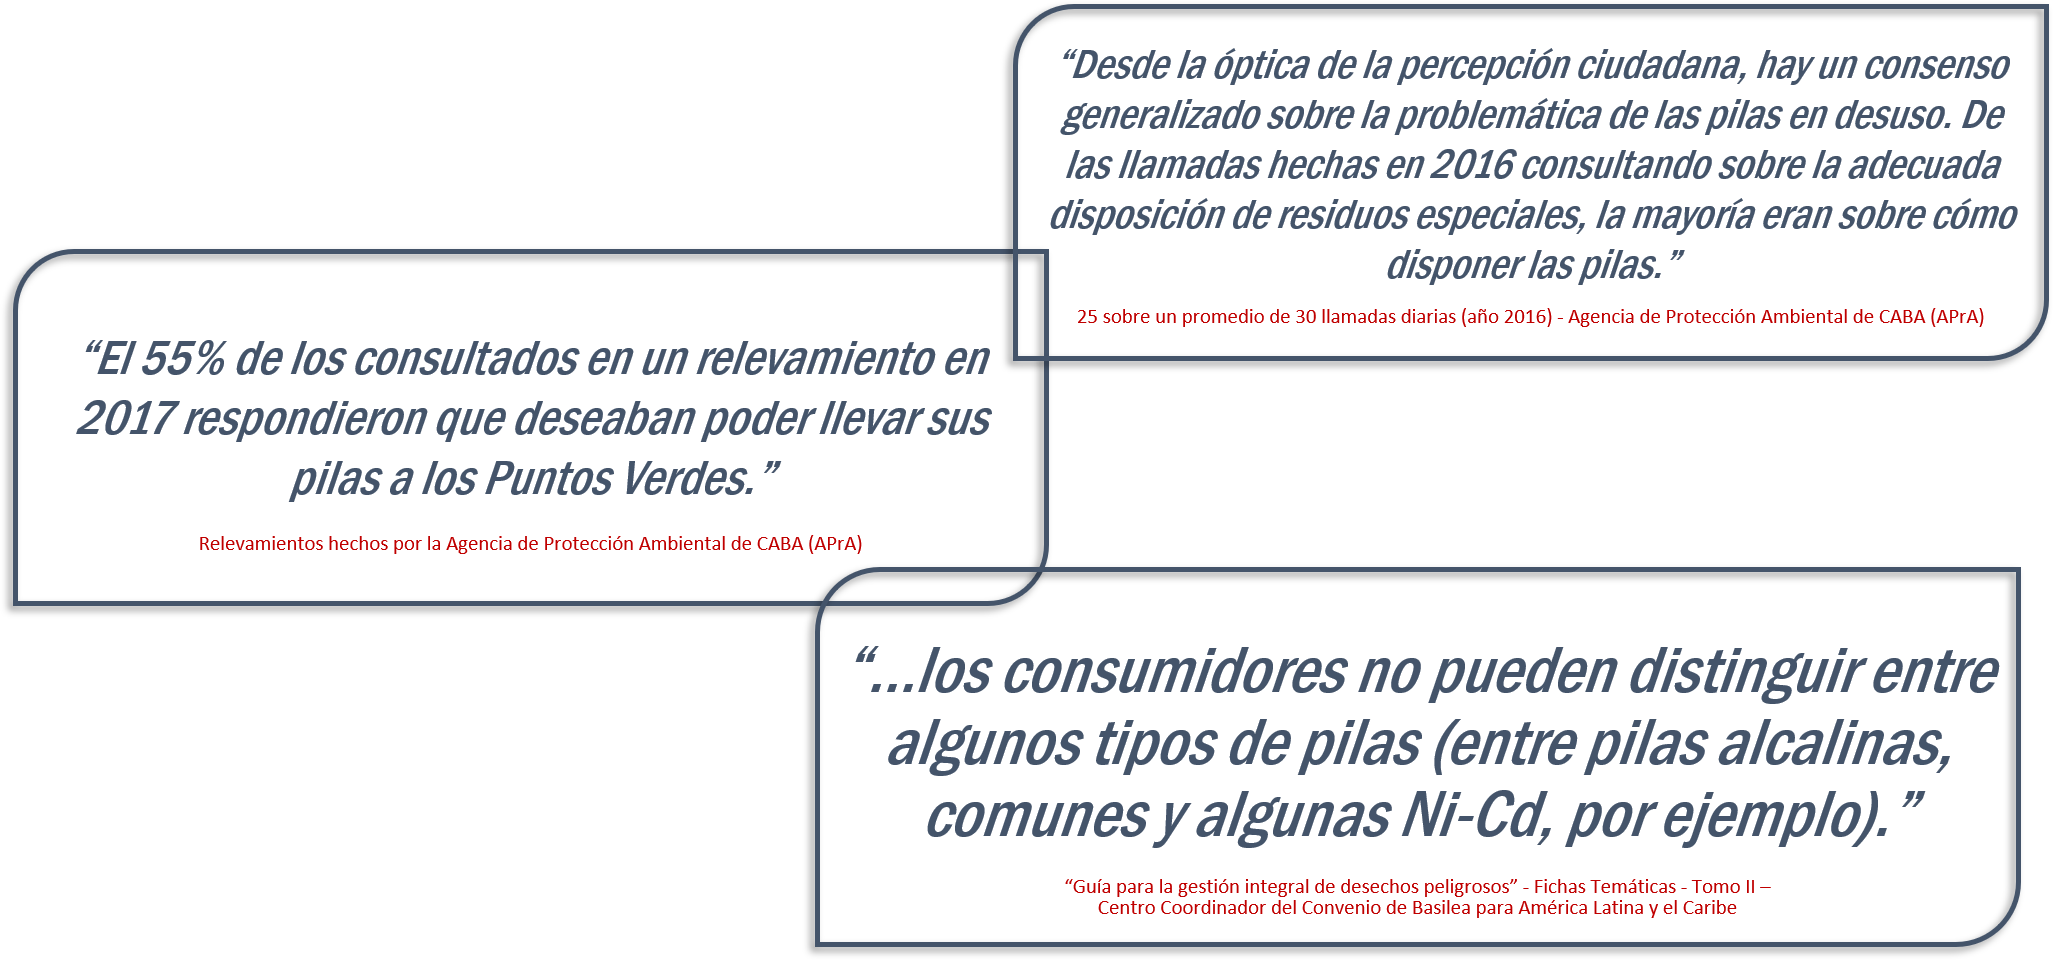 “Desde la óptica de la percepción ciudadana, hay un consenso
generalizado sobre la problemática de las pilas en desuso. De
las llamadas hechas en 2016 consultando sobre la adecuada
disposición de residuos especiales, la mayoría eran sobre cómo
disponer las pilas.”
25 sobre un promedio de 30 llamadas diarias (año 2016) - Agencia de Protección Ambiental de CABA (APrA)
“El 55% de los consultados en un relevamiento en
2017 respondieron que deseaban poder llevar sus
pilas a los Puntos Verdes.”
Relevamientos hechos por la Agencia de Protección Ambiental de CABA (APrA)
“...los consumidores no pueden distinguir entre
algunos tipos de pilas (entre pilas alcalinas,
comunes y algunas Ni-Cd, por ejemplo).”
“Guía para la gestión integral de desechos peligrosos” - Fichas Temáticas - Tomo II –
Centro Coordinador del Convenio de Basilea para América Latina y el Caribe